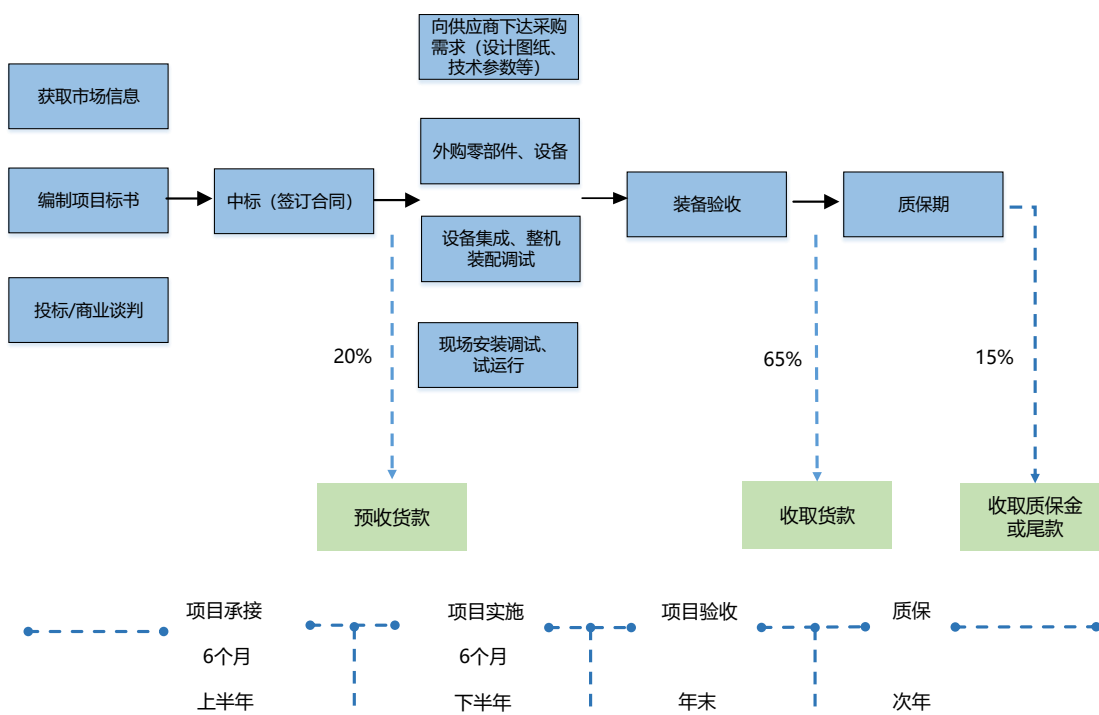 获取市场信息
编制项目标书
投标/商业谈判
中标（签订合同）
向供应商下达采购
需求（设计图纸、
技术参数等）
外购零部件、设备
设备集成、整机
装配调试
现场安装调试、
试运行
装备验收
质保期
20%
65%
15%
预收货款
收取货款
收取质保金
或尾款
项目承接
6个月
上半年
项目实施
6个月
下半年
项目验收
年末
质保
次年